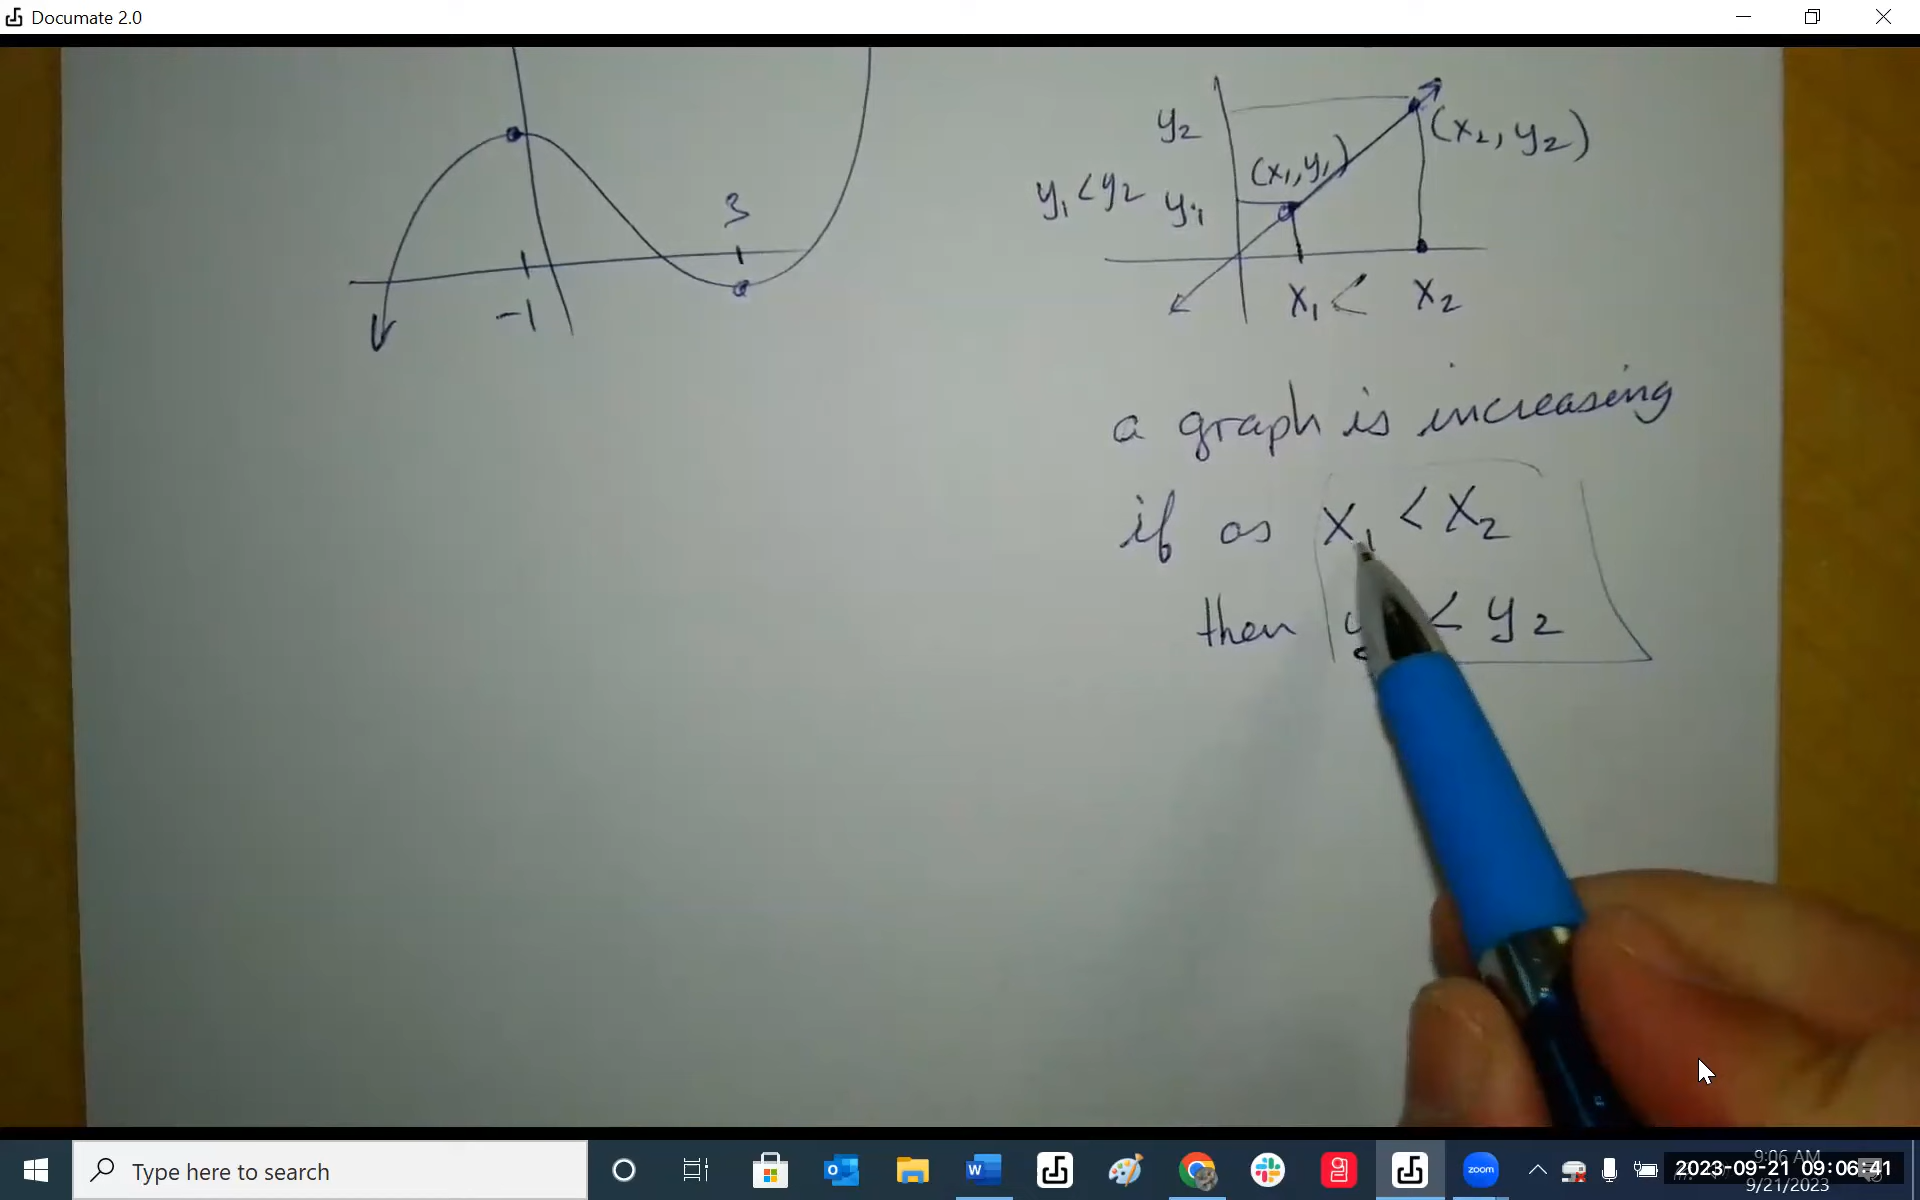 Documate 2.0
3
-1
y2
(x2, y2)
(x1, y1)
y1 < y2
y1
x1 < x2
a graph is increasing
if as x1 < x2
then y < y2
Type here to search
zoom
9:06 AM
2023-09-21 09:06:41
9/21/2023